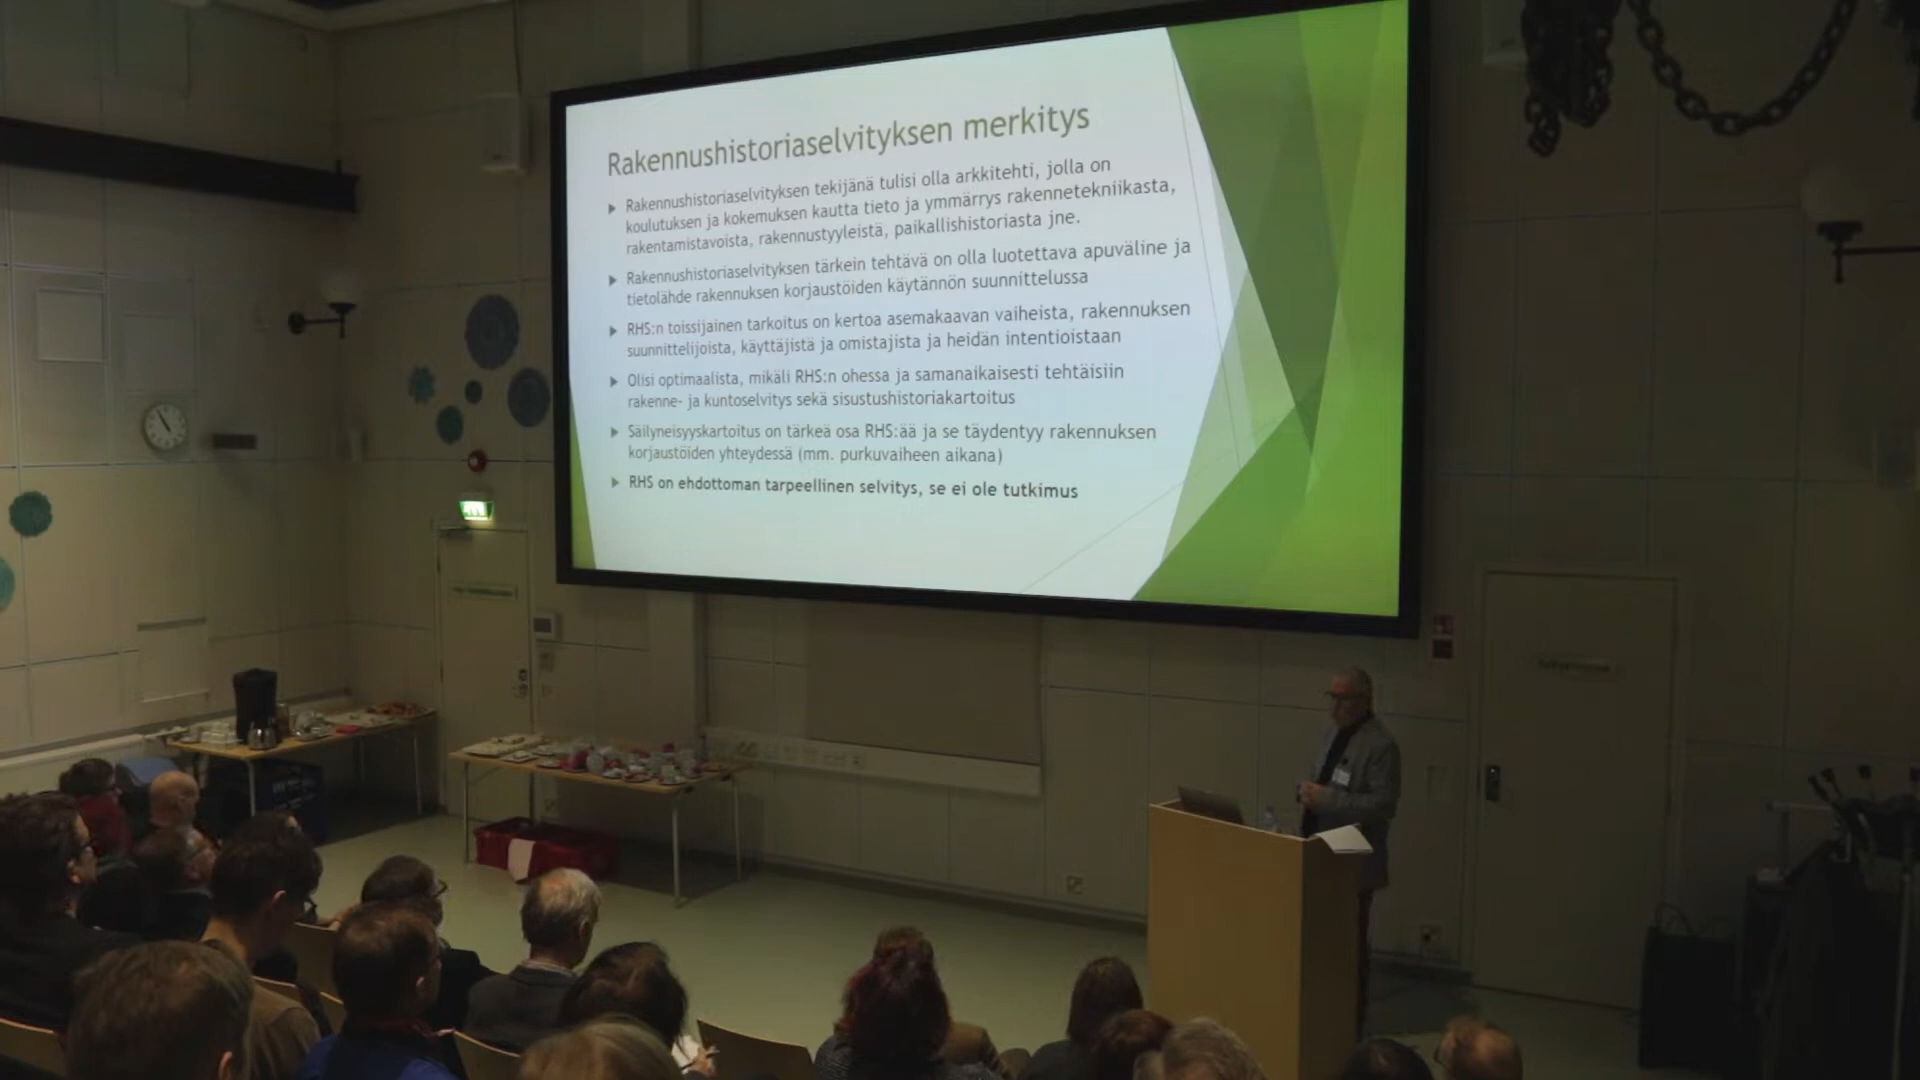 Rakennushistoriaselvityksen merkitys
Rakennushistoriaselvityksen tekijänä tulisi olla arkkitehti, jolla on
koulutuksen ja kokemuksen kautta tieto ja ymmärrys rakennetekniikasta,
rakentamistavoista, rakennustyyleistä, paikallishistoriasta jne.
Rakennushistoriaselvityksen tärkein tehtävä on olla luotettava apuväline ja
tietolähde rakennuksen korjaustöiden käytännön suunnittelussa
RHS:n toissijainen tarkoitus on kertoa asemakaavan vaiheista, rakennuksen
suunnittelijoista, käyttäjistä ja omistajista ja heidän intentioistaan
Olisi optimaalista, mikäli RHS:n ohessa ja samanaikaisesti tehtäisiin
rakenne- ja kuntoselvitys sekä sisustushistoriakartoitus
Säilyneisyyskartoitus on tärkeä osa RHS:ää ja se täydentyy rakennuksen
korjaustöiden yhteydessä (mm. purkuvaiheen aikana)
RHS on ehdottoman tarpeellinen selvitys, se ei ole tutkimus